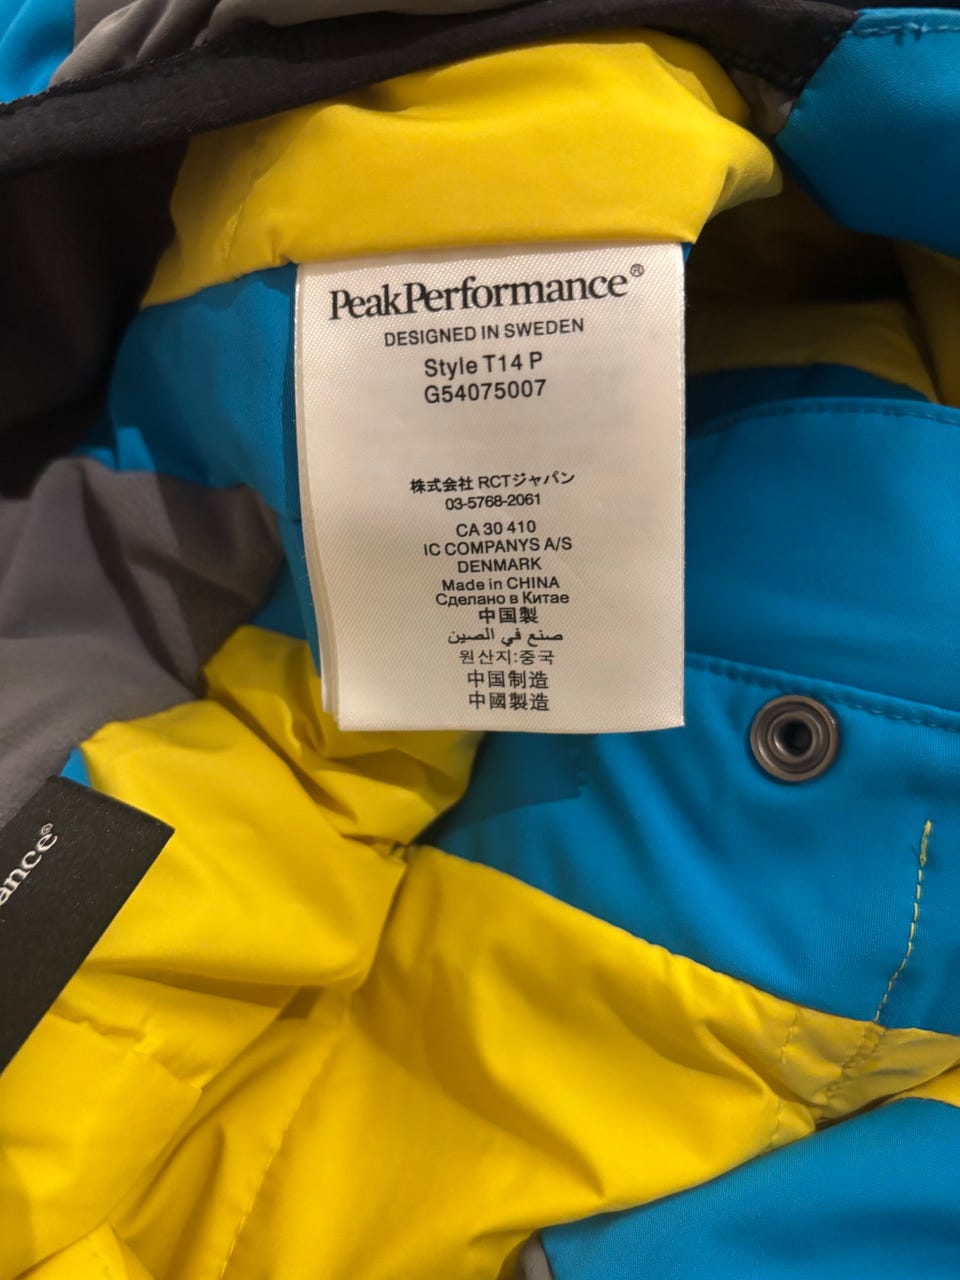 PeakPerformance®
DESIGNED IN SWEDEN
Style T14 P
G54075007
株式会社 RCTジャパン
03-5768-2061
CA 30 410
IC COMPANYS A/S
DENMARK
Made in CHINA
Сделано в Китае
中国製
صنع في الصين
원산지:중국
中国制造
中國製造
ance®